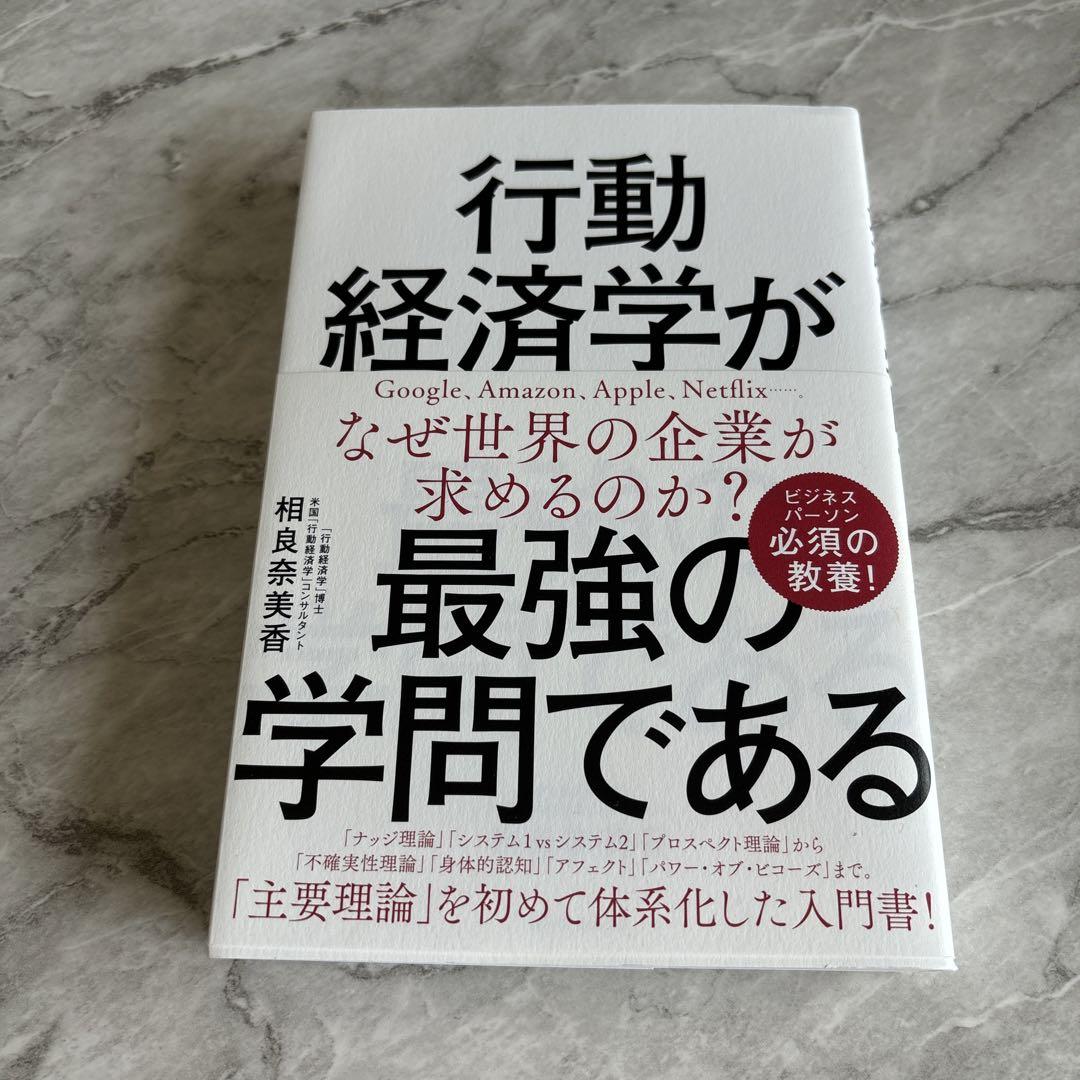 行動
経済学が
Google、Amazon、Apple、Netflix……。
なぜ世界の企業が
求めるのか?
ビジネス
パーソン
必須の
教養!
「行動経済学」博士
米国「行動経済学」コンサルタント
相良奈美香
最強の
学問である
「ナッジ理論」「システム1 vs システム2」「プロスペクト理論」から
「不確実性理論」「身体的認知」「アフェクト」「パワー・オブ・ビコーズ」まで。
「主要理論」を初めて体系化した入門書!